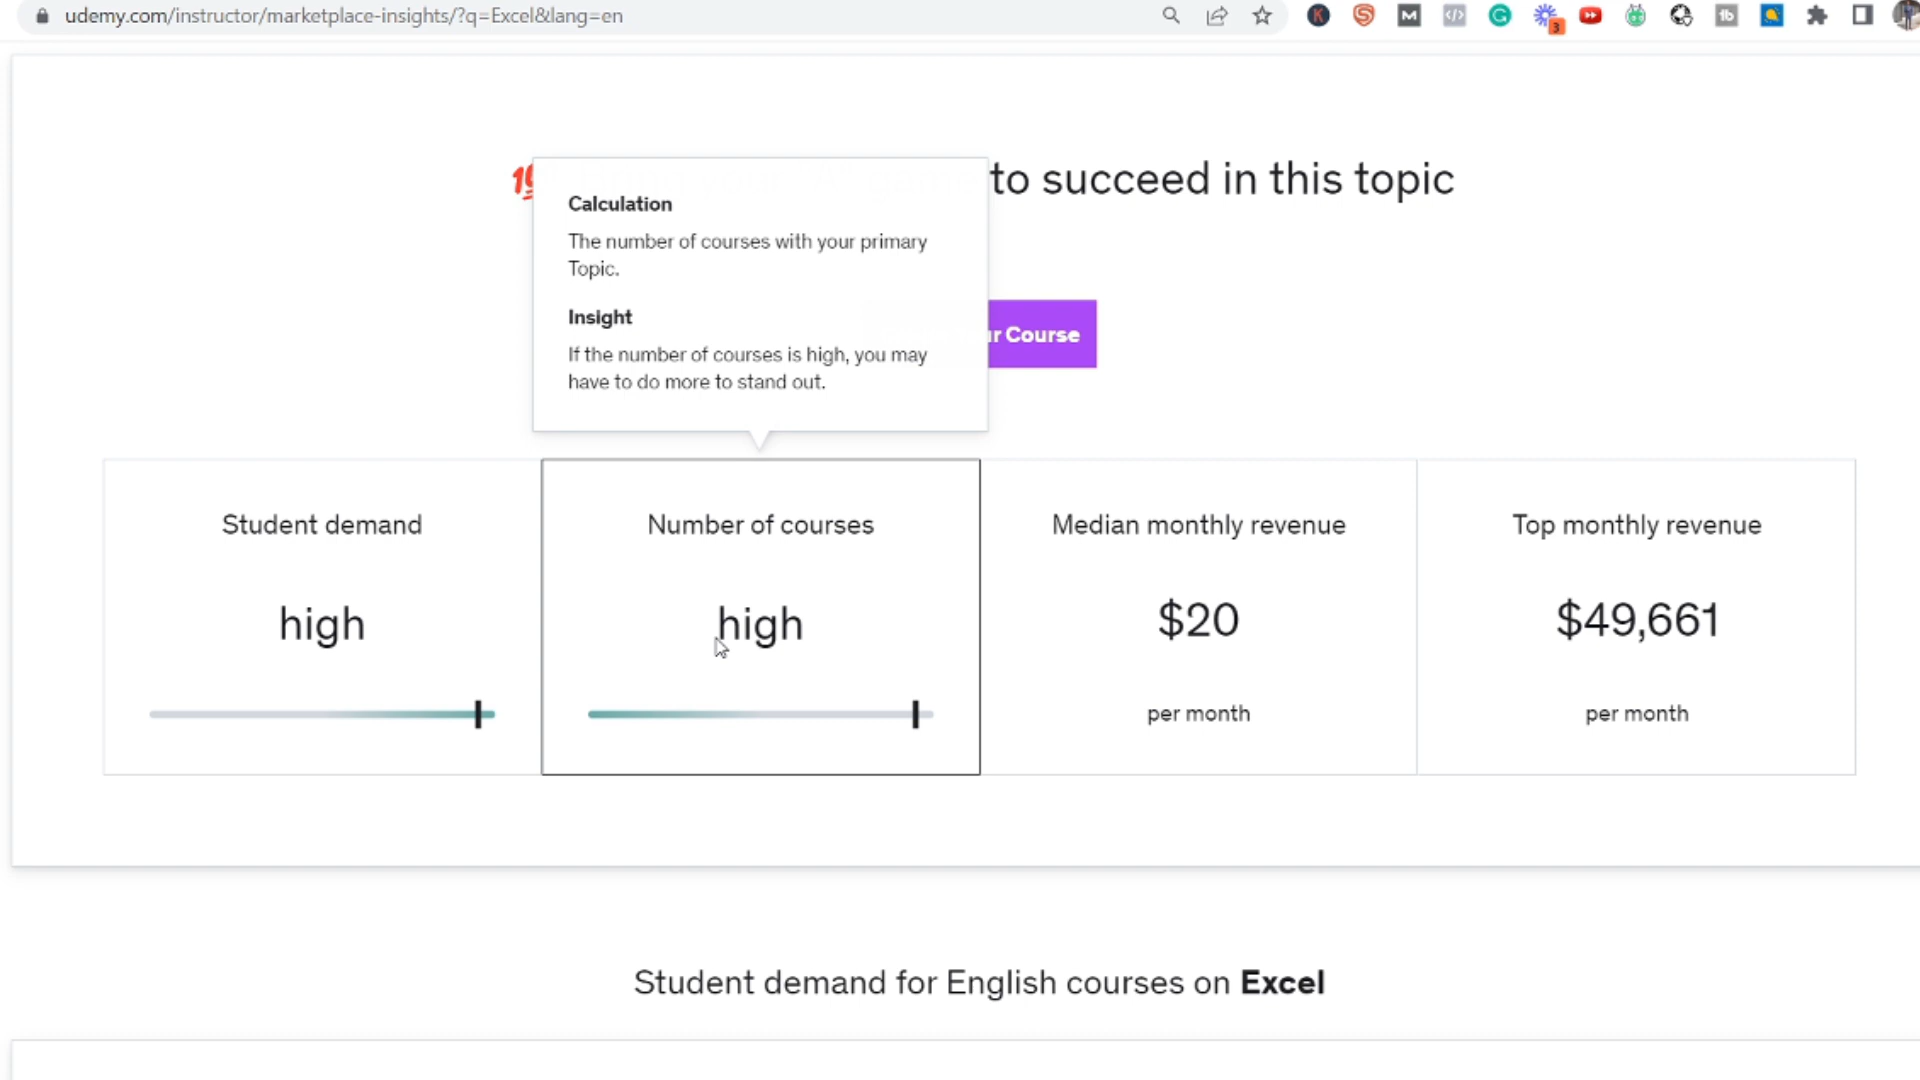 udemy.com/instructor/marketplace-insights/?q=Excel&lang=en
3
to succeed in this topic
Calculation
The number of courses with your primary
Topic.
Insight
If the number of courses is high, you may
have to do more to stand out.
r Course
Student demand
high
Number of courses
high
Median monthly revenue
$20
per month
Top monthly revenue
$49,661
per month
Student demand for English courses on Excel